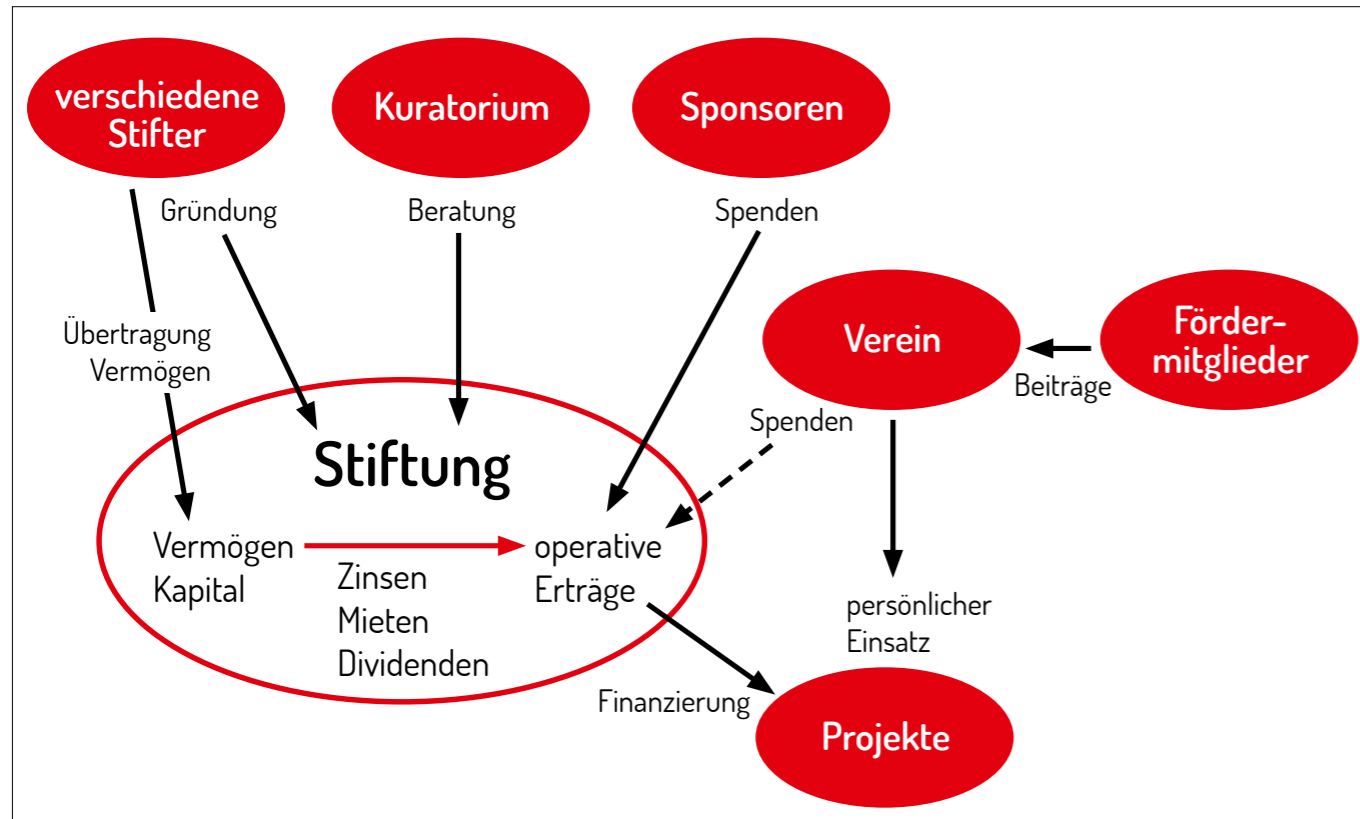 verschiedene
Stifter
Kuratorium
Sponsoren
Gründung
Beratung
Spenden
Übertragung
Vermögen
Verein
Förder-
mitglieder
Beiträge
Spenden
Stiftung
Vermögen
Kapital
Zinsen
Mieten
Dividenden
operative
Erträge
persönlicher
Einsatz
Finanzierung
Projekte